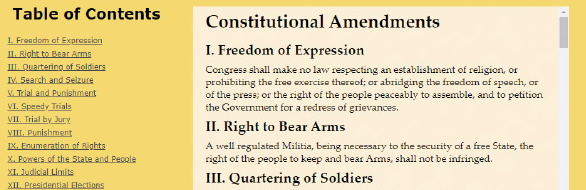 Table of Contents
I. Freedom of Expression
II. Right to Bear Arms
III. Quartering of Soldiers
IV. Search and Seizure
V. Trial and Punishment
VI. Speedy Trials
VII. Trial by Jury
VIII. Punishment
IX. Enumeration of Rights
X. Powers of the State and People
XI. Judicial Limits
XII. Presidential Elections
Constitutional Amendments
I. Freedom of Expression
Congress shall make no law respecting an establishment of religion, or
prohibiting the free exercise thereof; or abridging the freedom of speech, or
of the press; or the right of the people peaceably to assemble, and to petition
the Government for a redress of grievances.
II. Right to Bear Arms
A well regulated Militia, being necessary to the security of a free State, the
right of the people to keep and bear Arms, shall not be infringed.
III. Quartering of Soldiers